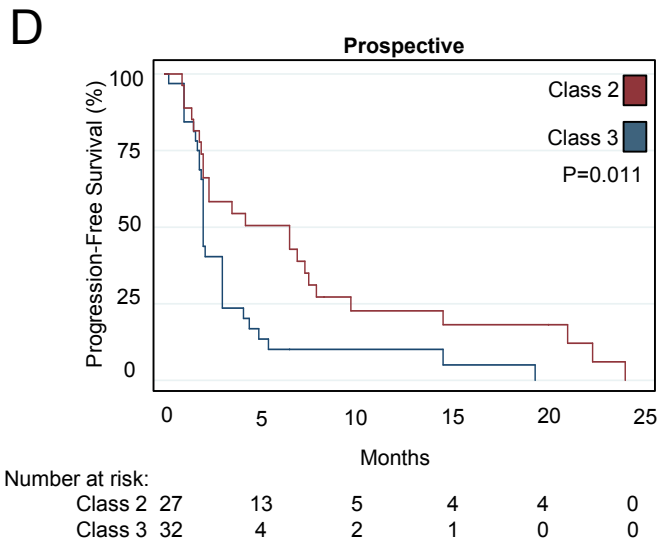 D
Prospective
Progression-Free Survival (%)
100
75
50
25
0
Class 2
Class 3
P=0.011
0 5 10 15 20 25
Months
Number at risk:
Class 2 27 13 5 4 4 0
Class 3 32 4 2 1 0 0